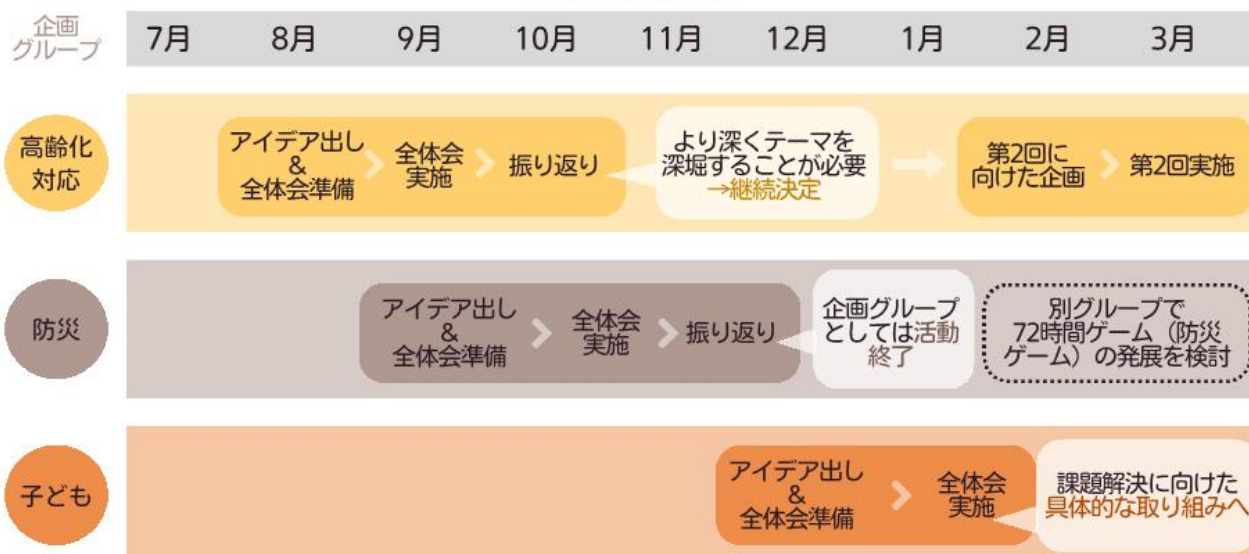 企画
グループ
7月 8月 9月 10月 11月 12月 1月 2月 3月
高齢化
対応
アイデア出し
&
全体会準備
全体会
実施
振り返り
より深くテーマを
深堀することが必要
→継続決定
第2回に
向けた企画
第2回実施
防災
アイデア出し
&
全体会準備
全体会
実施
振り返り
企画グループ
としては活動
終了
別グループで
72時間ゲーム（防災
ゲーム）の発展を検討
子ども
アイデア出し
&
全体会準備
全体会
実施
課題解決に向けた
具体的な取り組みへ